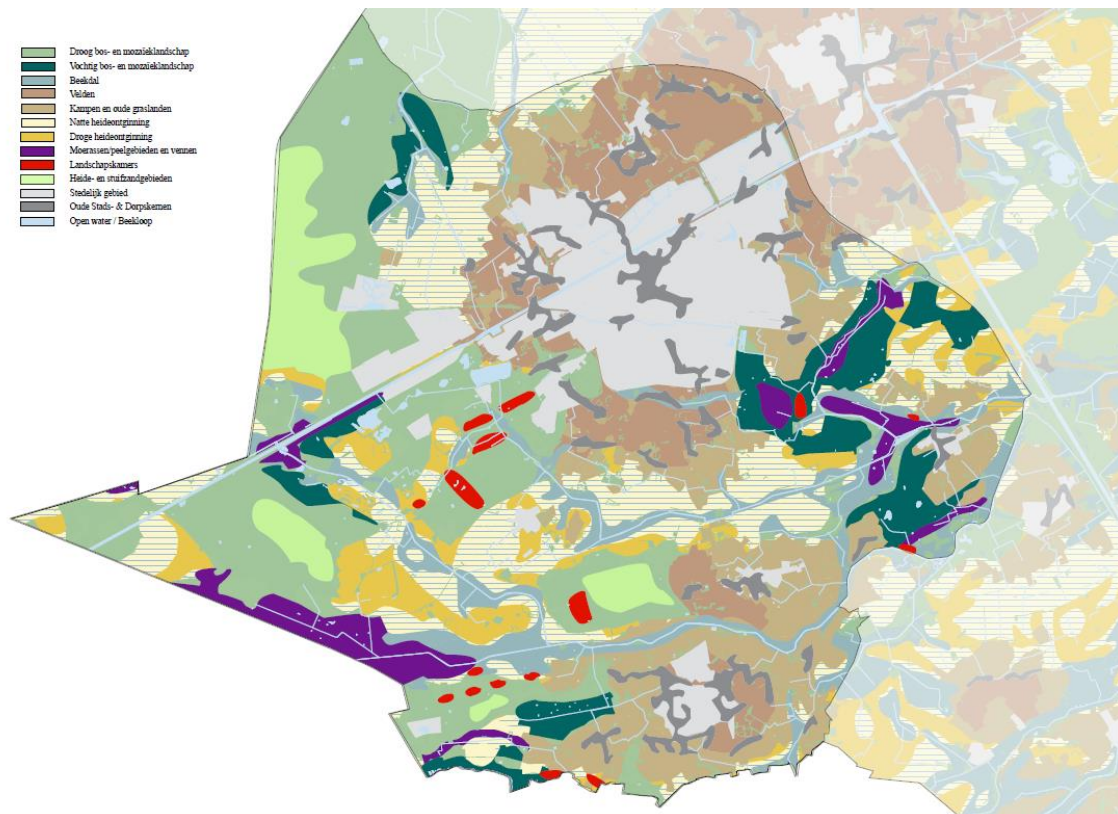 Droog bos- en mozaïeklandschap
Vochtig bos- en mozaïeklandschap
Beekdal
Velden
Kampen en oude graslanden
Natte heideontginning
Droge heideontginning
Moerassen/peelgebieden en vennen
Landschapskamers
Heide- en stuifzandgebieden
Stedelijk gebied
Oude Stads- & Dorpskernen
Open water / Beekloop